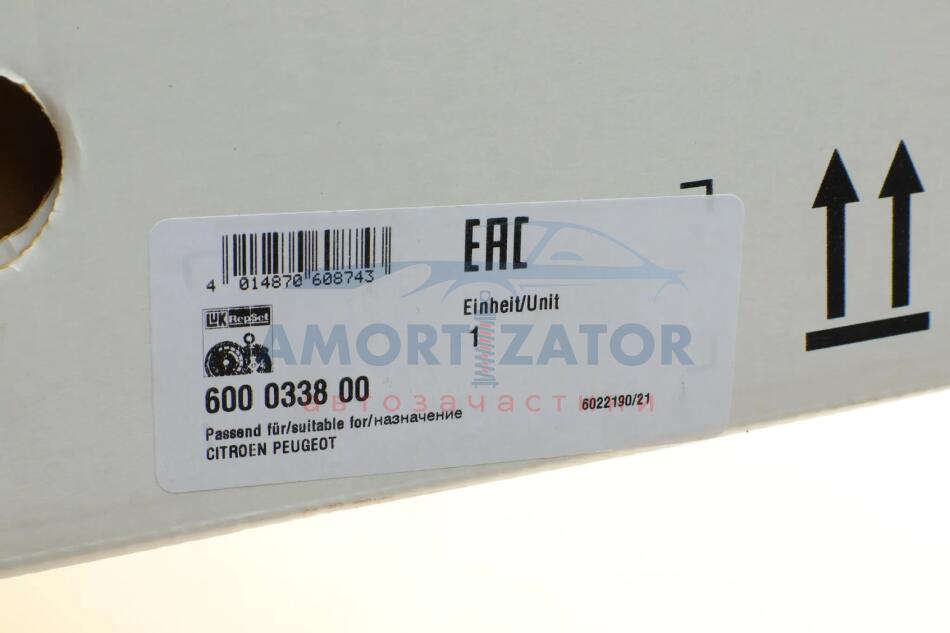 EAC
4 014870 608743
Einheit/Unit
1
LUK RepSet
AMORTIZATOR
автозачастини
600 0338 00
6022190/21
Passend für/suitable for/назначение
CITROEN PEUGEOT